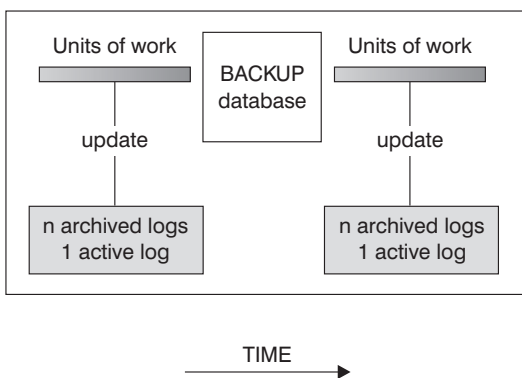 Units of work
BACKUP
database
Units of work
update
update
n archived logs
1 active log
n archived logs
1 active log
TIME